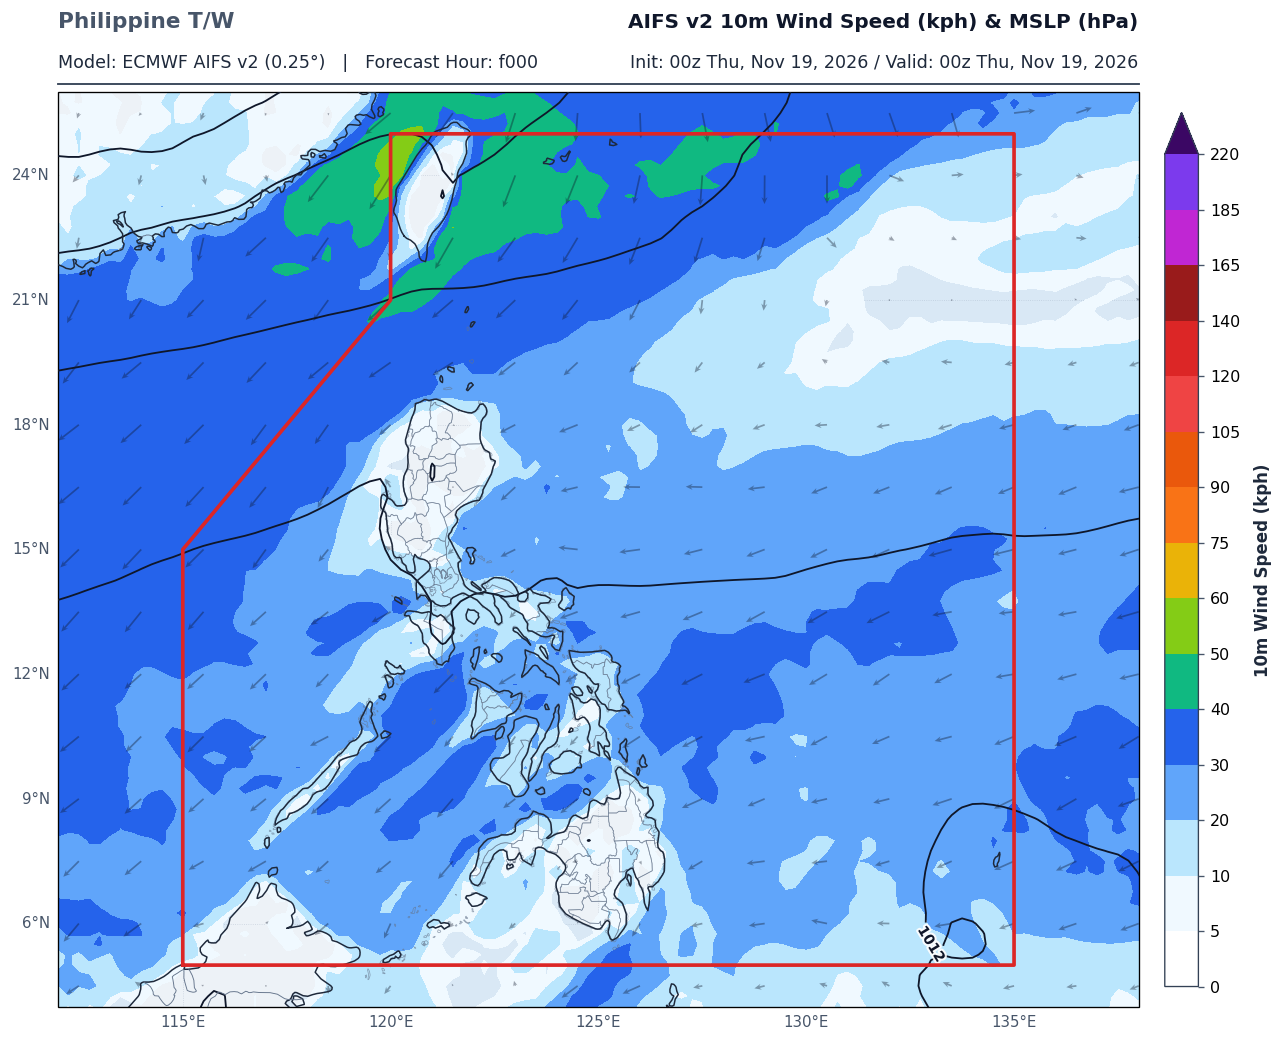 Philippine T/W
AIFS v2 10m Wind Speed (kph) & MSLP (hPa)
Model: ECMWF AIFS v2 (0.25°) | Forecast Hour: f000
Init: 00z Thu, Nov 19, 2026 / Valid: 00z Thu, Nov 19, 2026
24°N
21°N
18°N
15°N
12°N
9°N
6°N
115°E
120°E
125°E
130°E
135°E
1012
220
185
165
140
120
105
90
75
60
50
40
30
20
10
5
0
10m Wind Speed (kph)